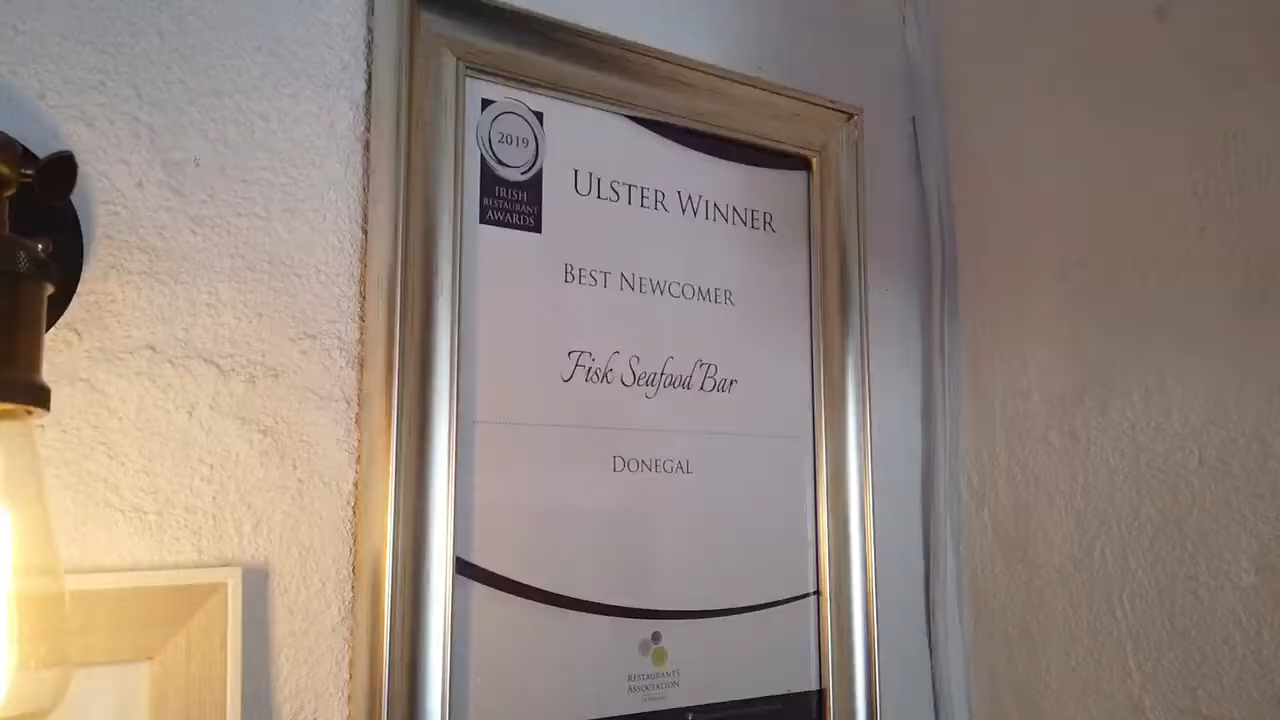 2019
IRISH
RESTAURANT
AWARDS
ULSTER WINNER
BEST NEWCOMER
Fisk Seafood Bar
DONEGAL
RESTAURANTS
ASSOCIATION